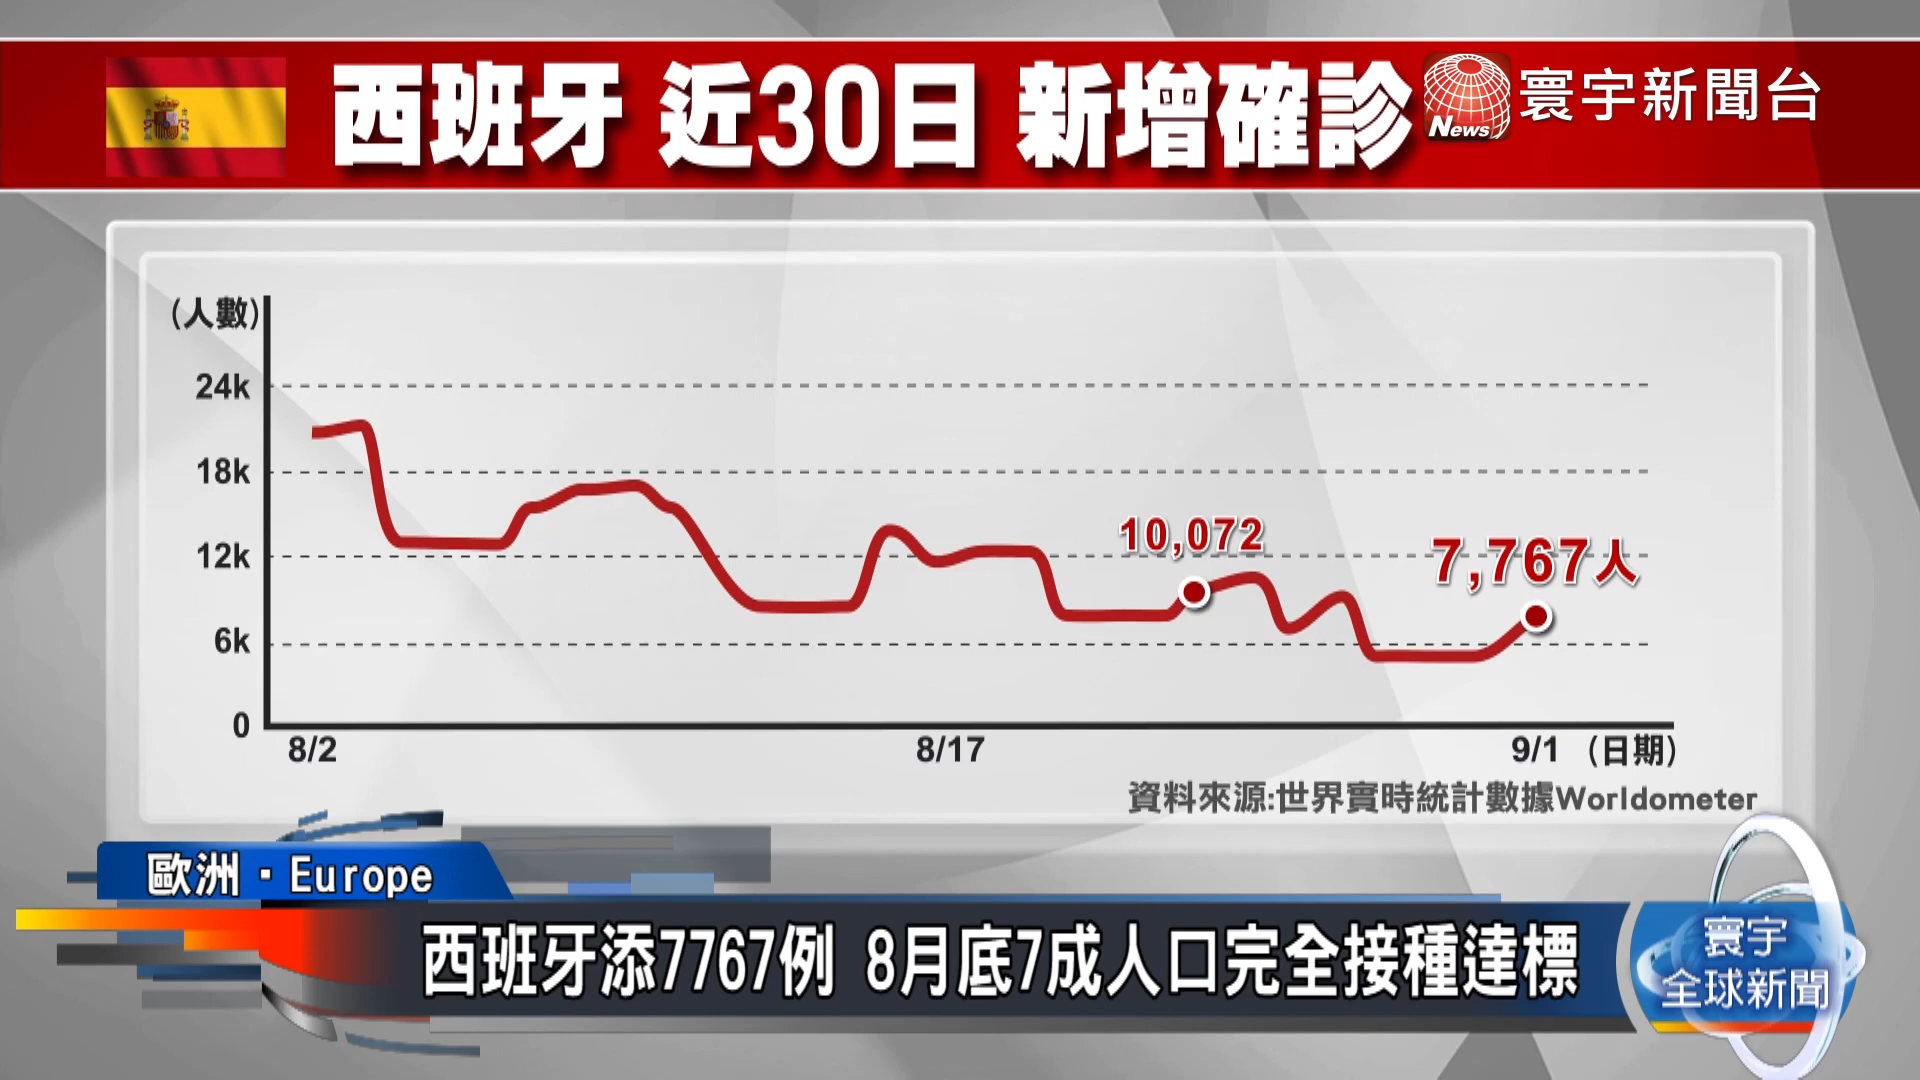 西班牙 近30日 新增確診
News 寰宇新聞台
(人數)
24k
18k
12k
6k
0
10,072
7,767人
8/2 8/17 9/1 (日期)
資料來源:世界實時統計數據Worldometer
歐洲·Europe
西班牙添7767例 8月底7成人口完全接種達標
寰宇
全球新聞